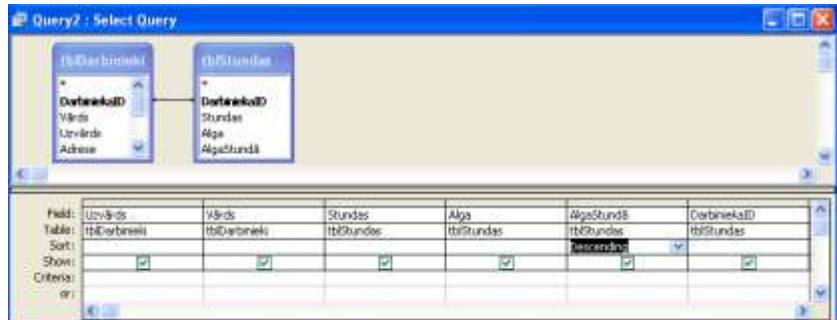 Query2 : Select Query
tblDarbinieki
tblStundas
*
DarbiniekaID
Vārds
Uzvārds
Adrese
*
DarbiniekaID
Stundas
Alga
AlgaStundā
Field: Uzvārds Vārds Stundas Alga AlgaStundā DarbiniekaID
Table: tblDarbinieki tblDarbinieki tblStundas tblStundas tblStundas tblStundas
Sort: Descending
Show:
Criteria:
or: